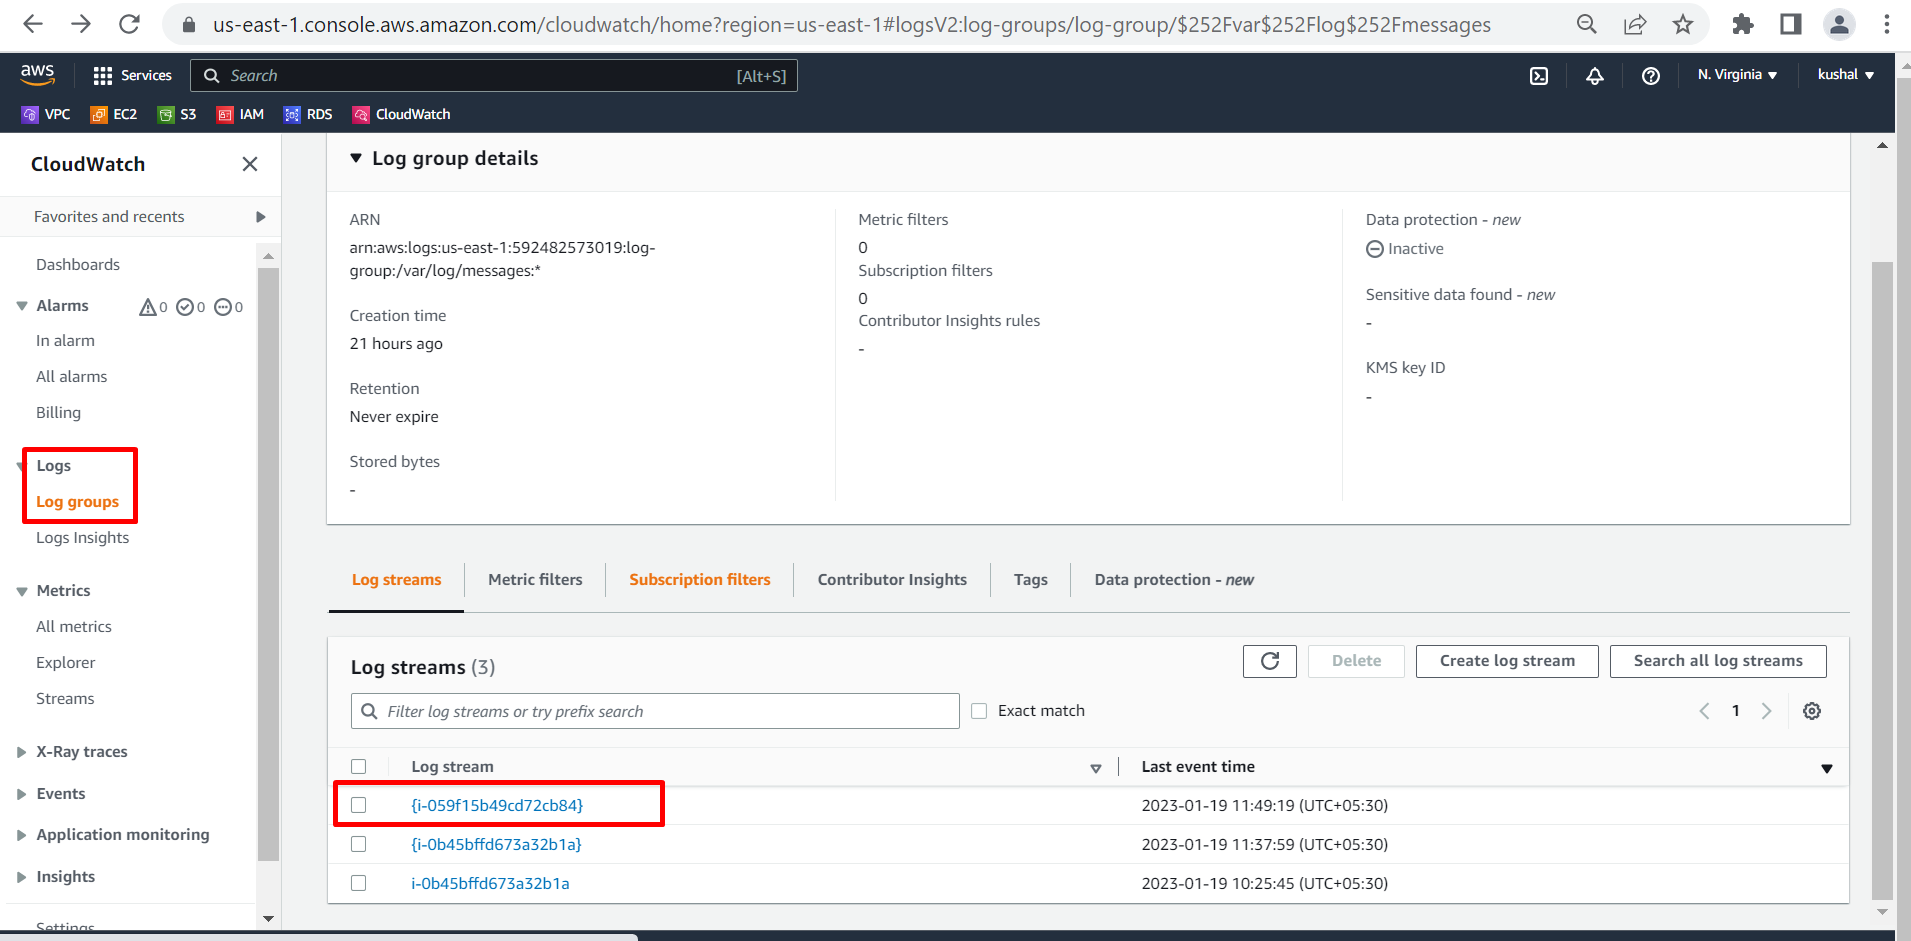 us-east-1.console.aws.amazon.com/cloudwatch/home?region=us-east-1#logsV2:log-groups/log-group/$252Fvar$252Flog$252Fmessages
aws
Services
Search
[Alt+S]
N. Virginia
kushal
VPC
EC2
S3
IAM
RDS
CloudWatch
CloudWatch
Favorites and recents
Dashboards
Alarms 0 0 0
In alarm
All alarms
Billing
Logs
Log groups
Logs Insights
Metrics
All metrics
Explorer
Streams
X-Ray traces
Events
Application monitoring
Insights
Settings
Log group details
ARN
arn:aws:logs:us-east-1:592482573019:log-
group:/var/log/messages:*
Creation time
21 hours ago
Retention
Never expire
Stored bytes
-
Metric filters
0
Subscription filters
0
Contributor Insights rules
-
Data protection - new
Inactive
Sensitive data found - new
-
KMS key ID
-
Log streams
Metric filters
Subscription filters
Contributor Insights
Tags
Data protection - new
Log streams (3)
Delete
Create log stream
Search all log streams
Filter log streams or try prefix search
Exact match
1
Log stream
Last event time
{i-059f15b49cd72cb84} 2023-01-19 11:49:19 (UTC+05:30)
{i-0b45bffd673a32b1a} 2023-01-19 11:37:59 (UTC+05:30)
i-0b45bffd673a32b1a 2023-01-19 10:25:45 (UTC+05:30)